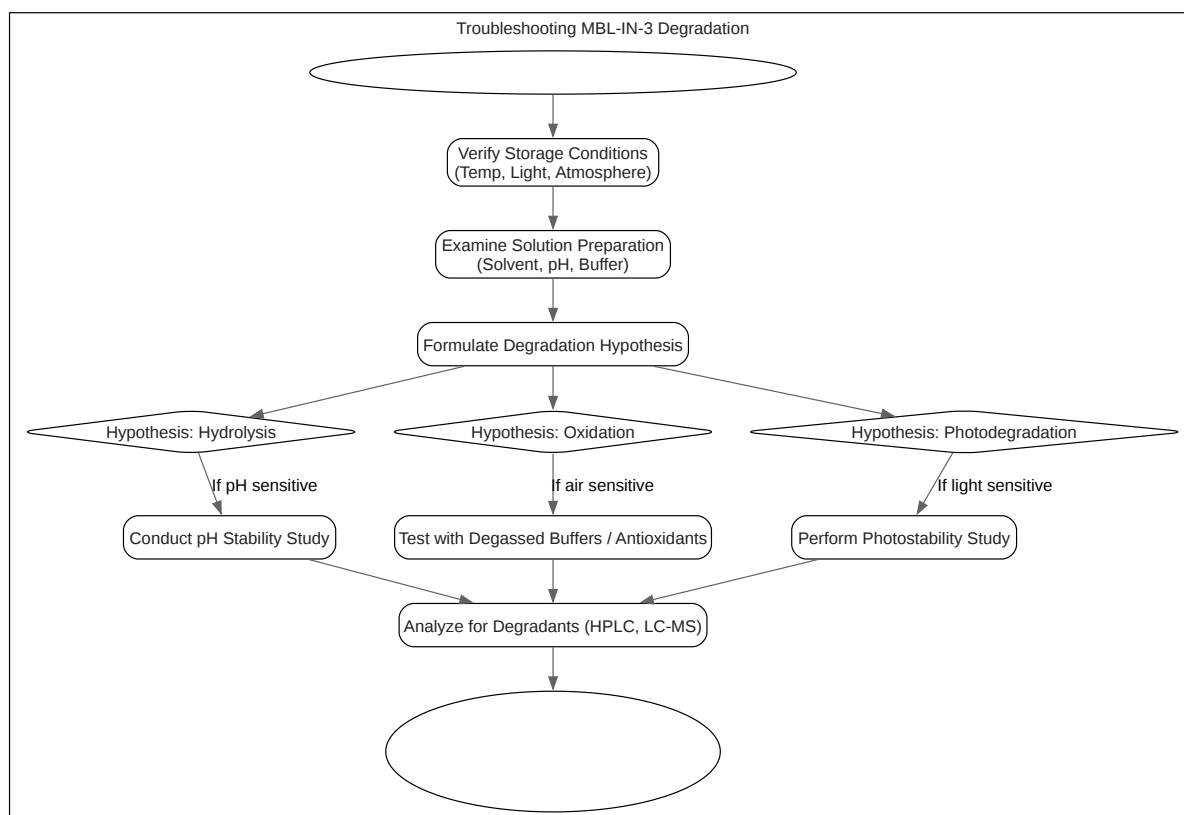 Troubleshooting MBL-IN-3 Degradation
Verify Storage Conditions
(Temp, Light, Atmosphere)
Examine Solution Preparation
(Solvent, pH, Buffer)
Formulate Degradation Hypothesis
Hypothesis: Hydrolysis
Hypothesis: Oxidation
Hypothesis: Photodegradation
If pH sensitive
If air sensitive
If light sensitive
Conduct pH Stability Study
Test with Degassed Buffers / Antioxidants
Perform Photostability Study
Analyze for Degradants (HPLC, LC-MS)